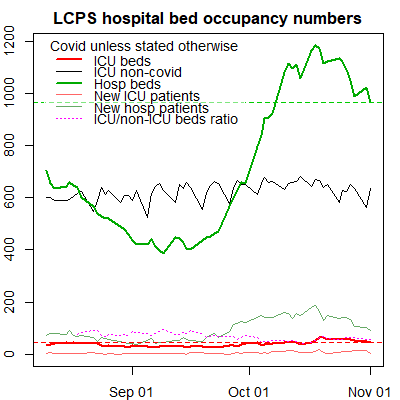 LCPS hospital bed occupancy numbers
Covid unless stated otherwise
ICU beds
ICU non-covid
Hosp beds
New ICU patients
New hosp patients
ICU/non-ICU beds ratio
1200
1000
800
600
400
200
0
Sep 01 Oct 01 Nov 01